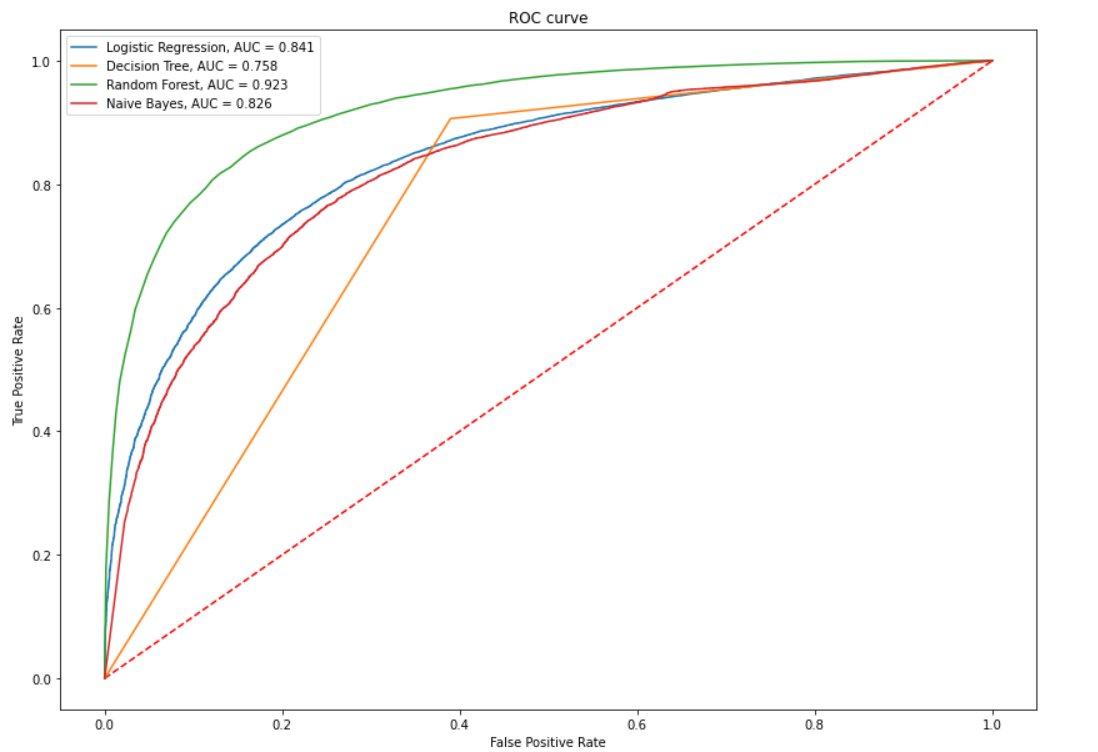 ROC curve
Logistic Regression, AUC = 0.841
Decision Tree, AUC = 0.758
Random Forest, AUC = 0.923
Naive Bayes, AUC = 0.826
1.0
0.8
0.6
0.4
0.2
0.0
True Positive Rate
0.0 0.2 0.4 0.6 0.8 1.0
False Positive Rate